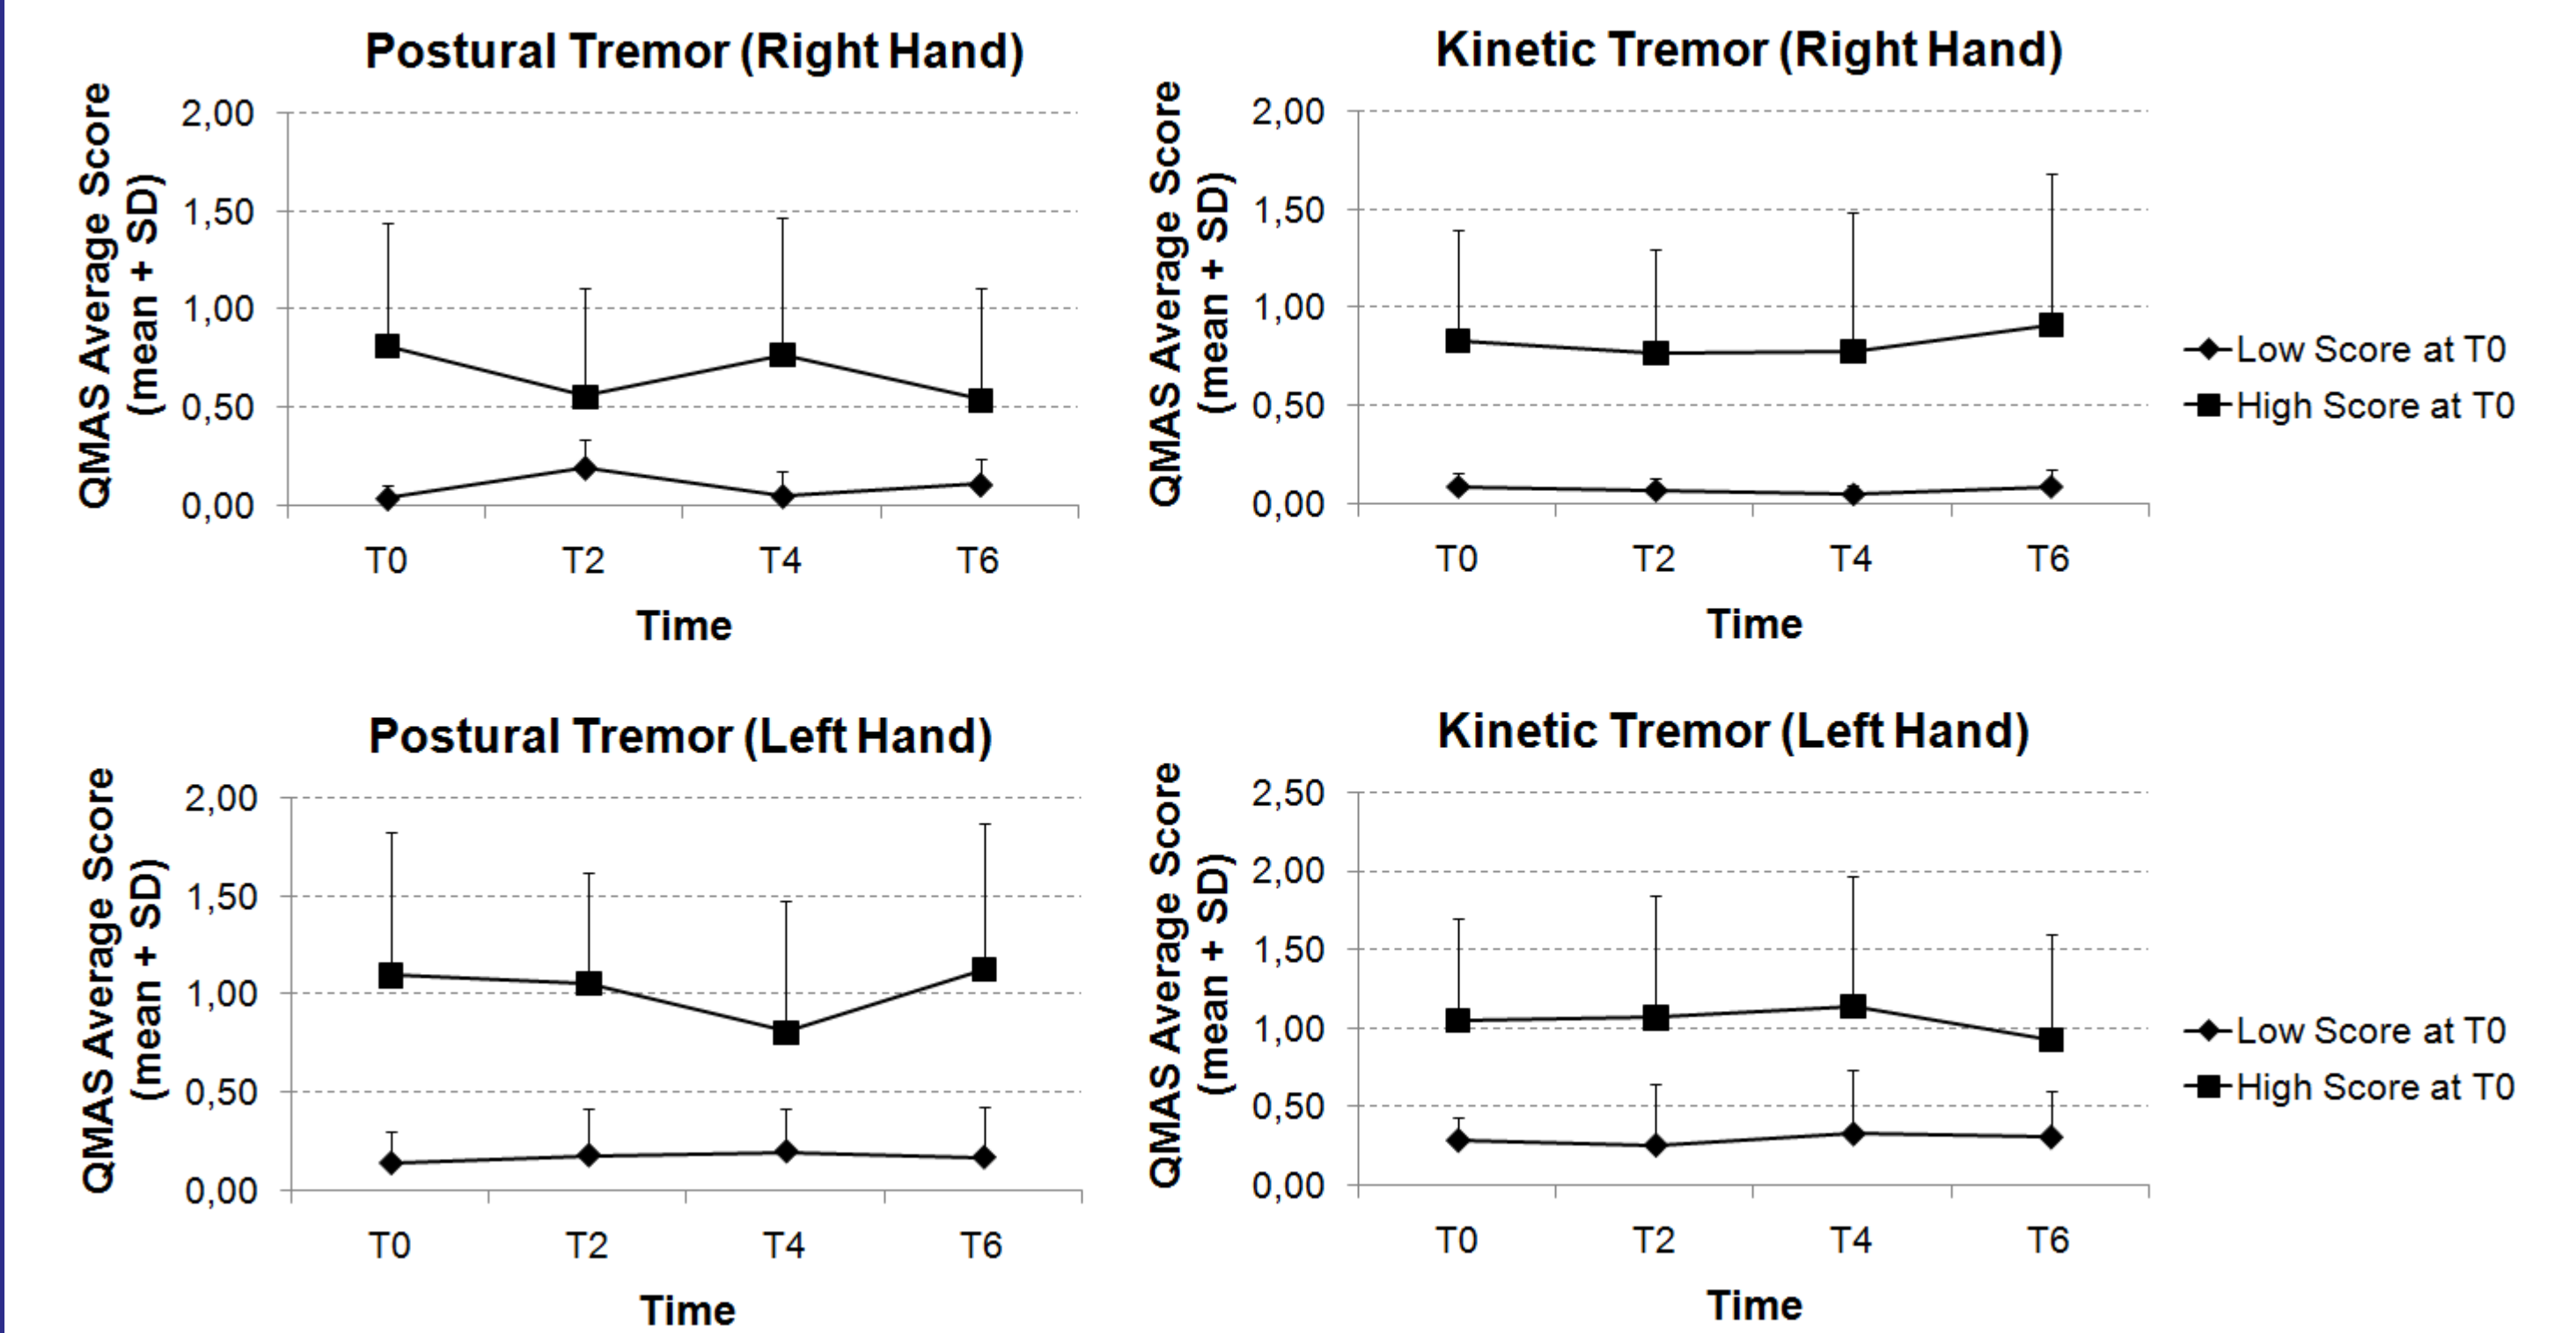 Postural Tremor (Right Hand)
QMAS Average Score
(mean + SD)
2,00
1,50
1,00
0,50
0,00
T0 T2 T4 T6
Time
Kinetic Tremor (Right Hand)
QMAS Average Score
(mean + SD)
2,00
1,50
1,00
0,50
0,00
T0 T2 T4 T6
Time
Low Score at T0
High Score at T0
Postural Tremor (Left Hand)
QMAS Average Score
(mean + SD)
2,00
1,50
1,00
0,50
0,00
T0 T2 T4 T6
Time
Kinetic Tremor (Left Hand)
QMAS Average Score
(mean + SD)
2,50
2,00
1,50
1,00
0,50
0,00
T0 T2 T4 T6
Time
Low Score at T0
High Score at T0